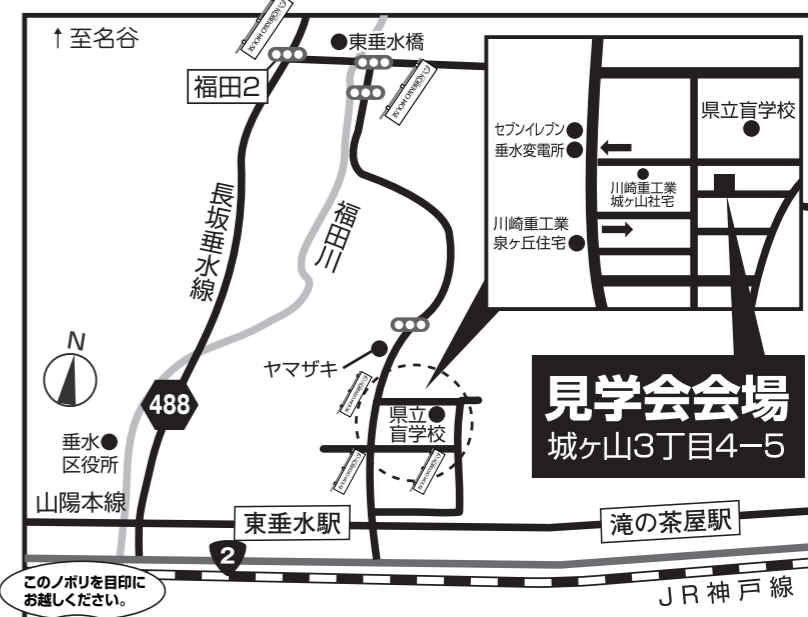 ↑至名谷
東垂水橋
福田2
長坂垂水線
福田川
N
488
ヤマザキ
県立
盲学校
垂水
区役所
山陽本線
東垂水駅
滝の茶屋駅
2
JR神戸線
このノボリを目印に
お越しください。
セブンイレブン
垂水変電所
県立盲学校
川崎重工業
城ヶ山社宅
川崎重工業
泉ヶ丘住宅
見学会会場
城ヶ山3丁目4−5